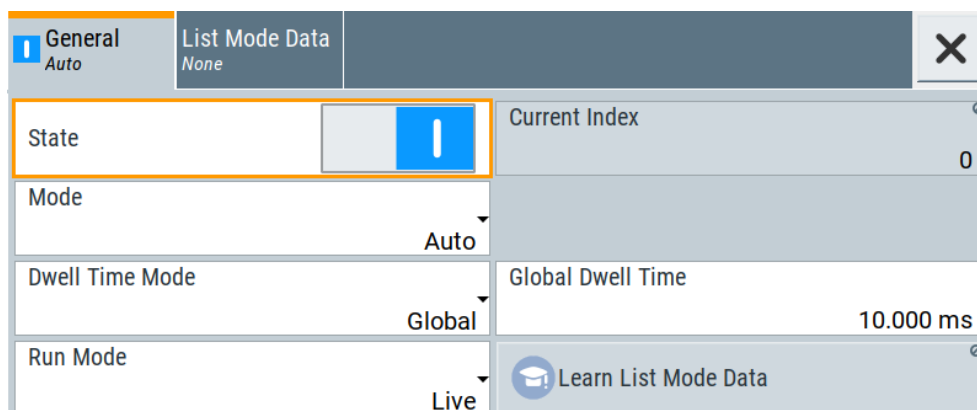 General
Auto
List Mode Data
None
State
Current Index
0
Mode
Auto
Dwell Time Mode
Global
Global Dwell Time
10.000 ms
Run Mode
Live
Learn List Mode Data